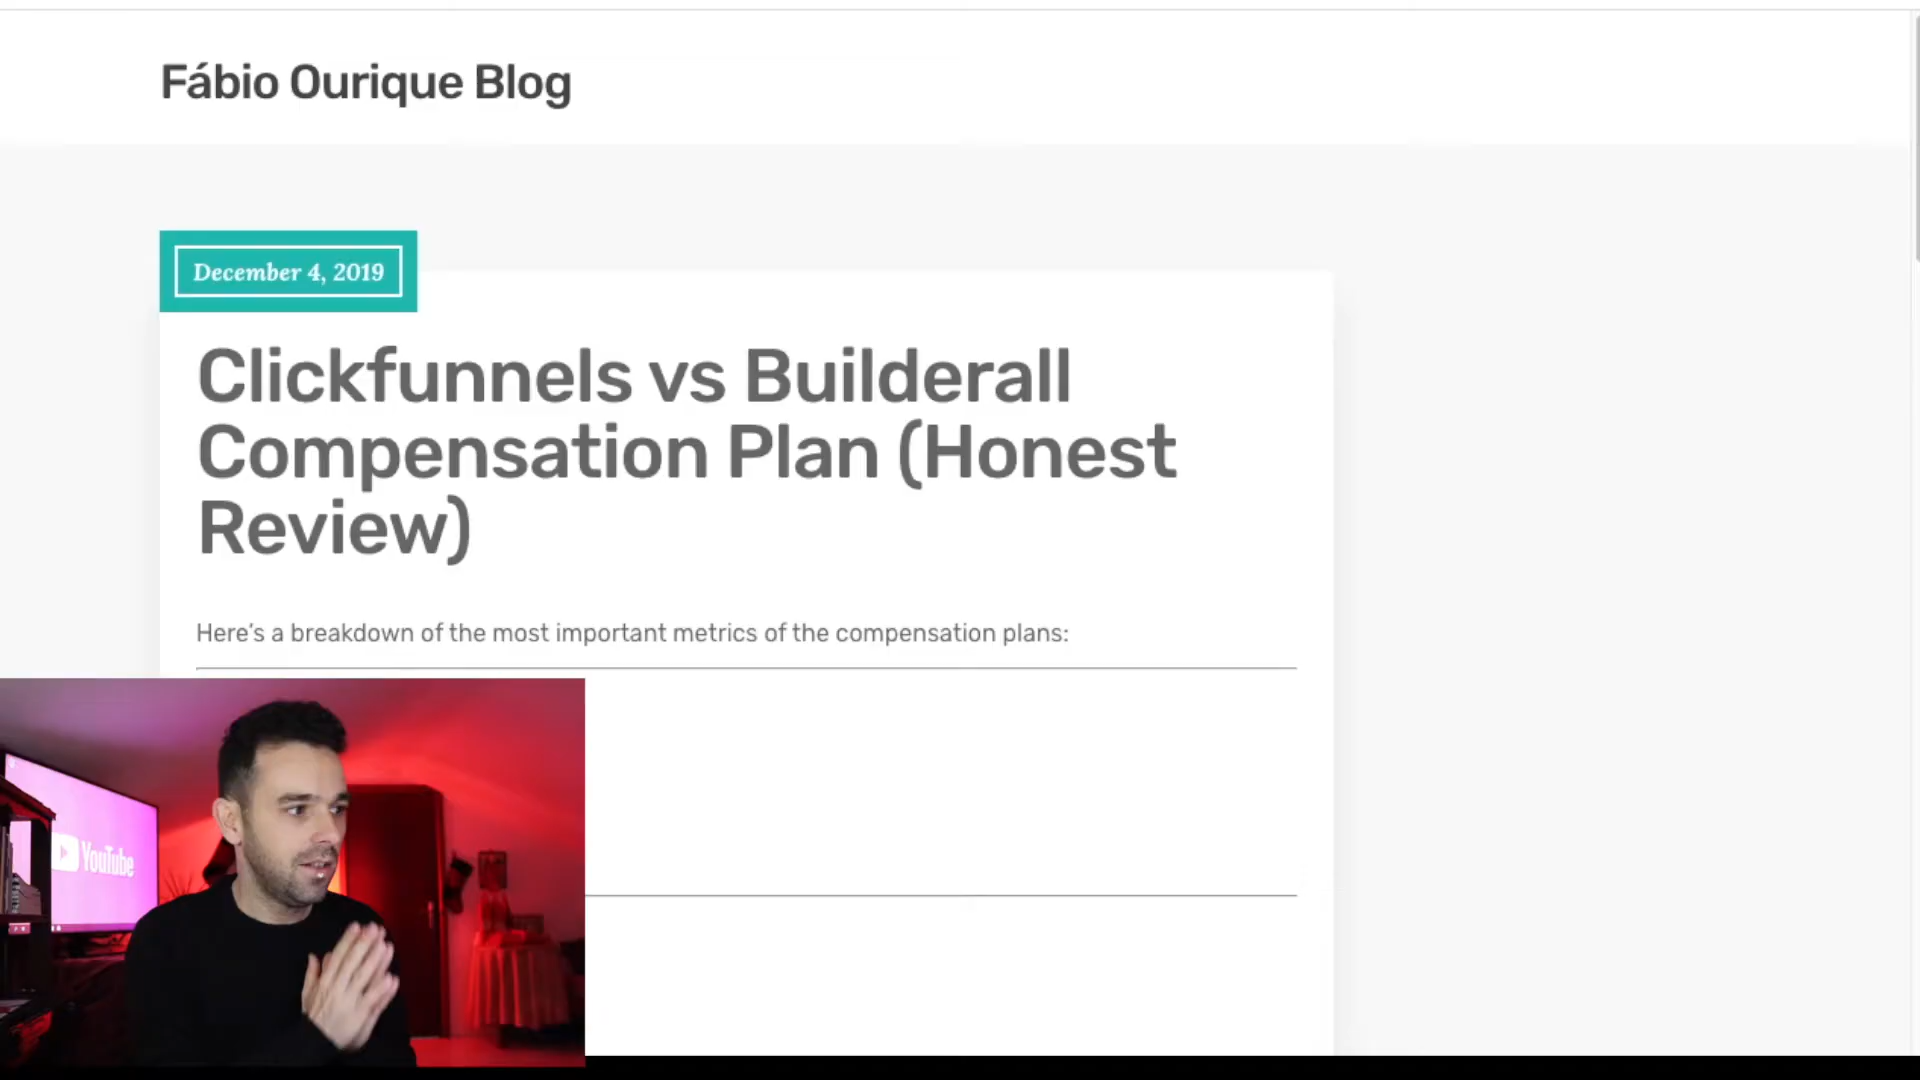 Fábio Ourique Blog
December 4, 2019
Clickfunnels vs Builderall
Compensation Plan (Honest
Review)
Here's a breakdown of the most important metrics of the compensation plans:
YouTube